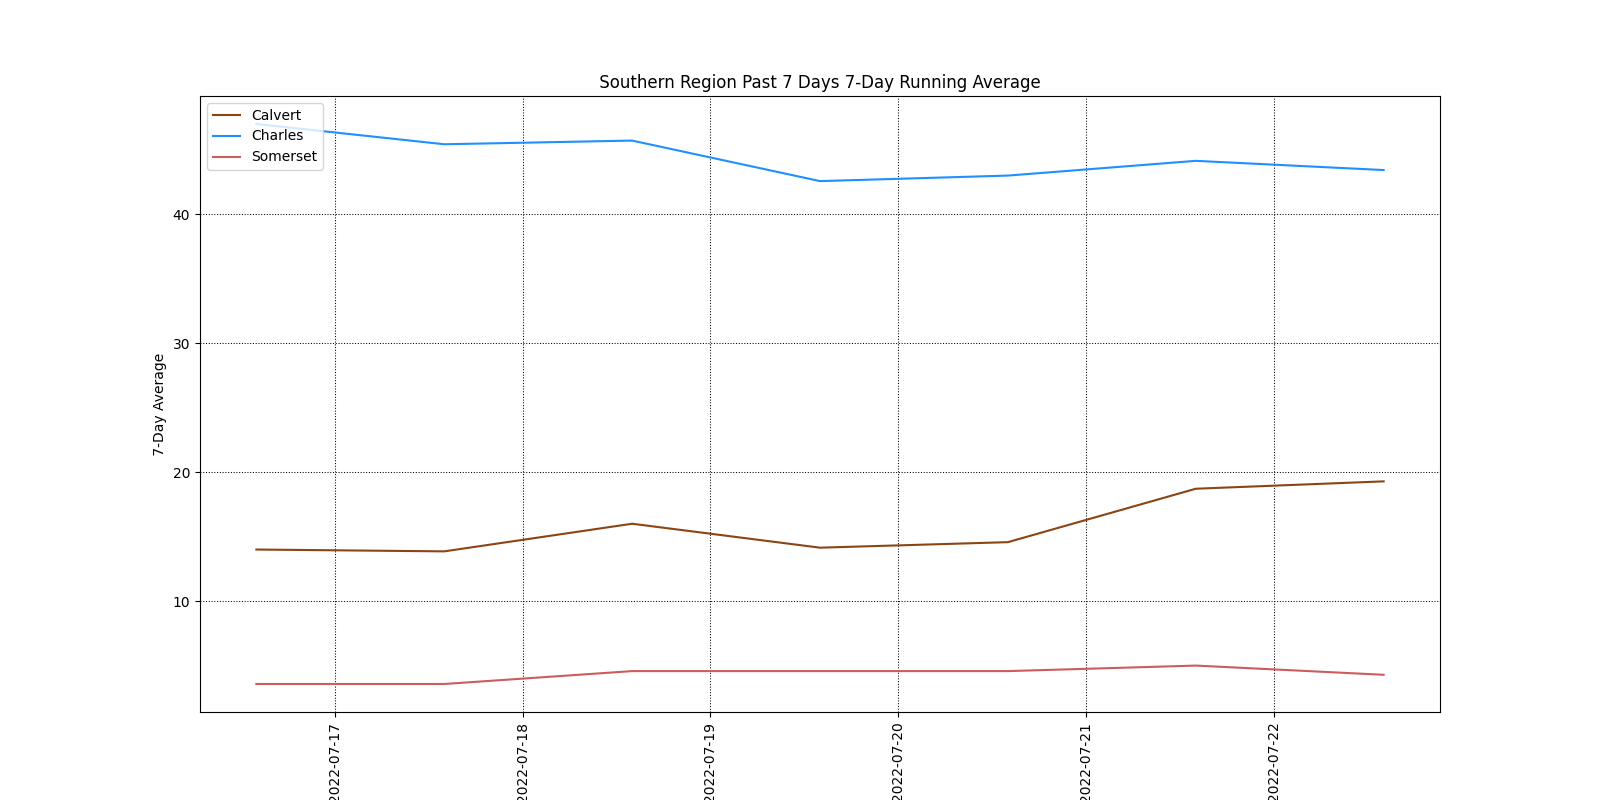 Southern Region Past 7 Days 7-Day Running Average
Calvert
Charles
Somerset
7-Day Average
40
30
20
10
2022-07-17
2022-07-18
2022-07-19
2022-07-20
2022-07-21
2022-07-22